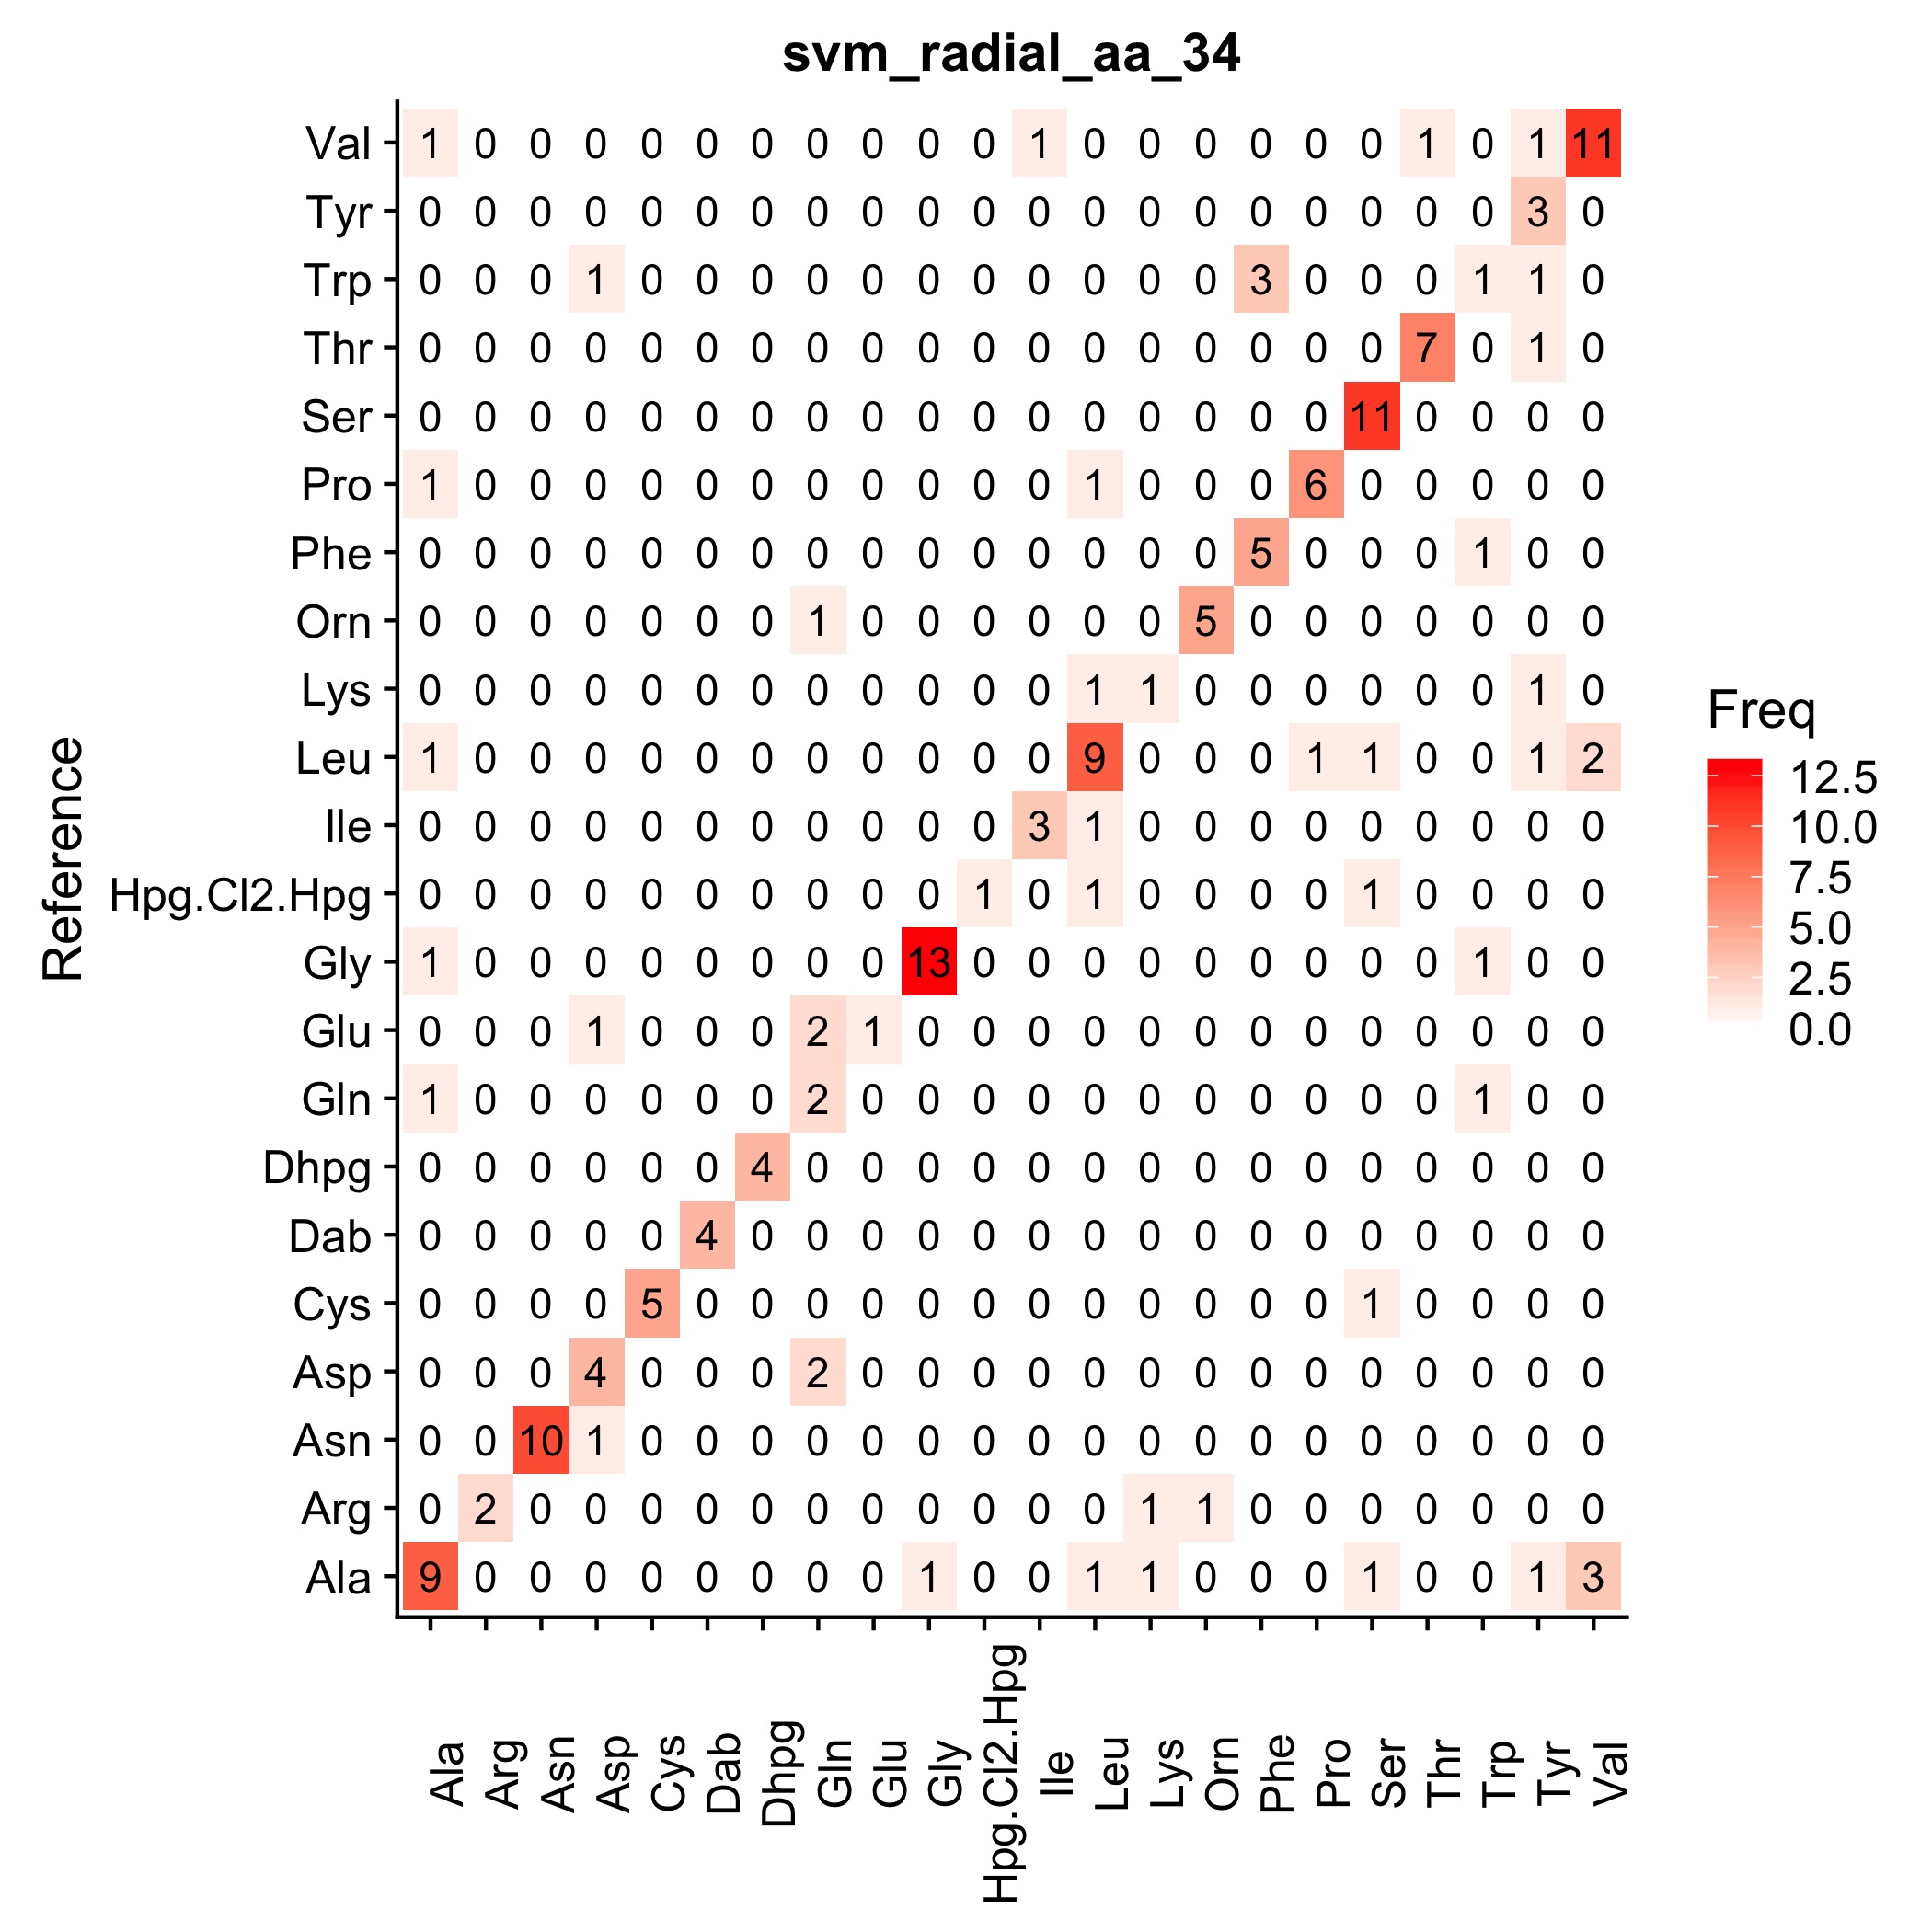 svm_radial_aa_34
Reference
Val 1 0 0 0 0 0 0 0 0 0 0 1 0 0 0 0 0 0 1 0 1 11
Tyr 0 0 0 0 0 0 0 0 0 0 0 0 0 0 0 0 0 0 0 0 3 0
Trp 0 0 0 1 0 0 0 0 0 0 0 0 0 0 0 3 0 0 0 1 1 0
Thr 0 0 0 0 0 0 0 0 0 0 0 0 0 0 0 0 0 0 7 0 1 0
Ser 0 0 0 0 0 0 0 0 0 0 0 0 0 0 0 0 0 11 0 0 0 0
Pro 1 0 0 0 0 0 0 0 0 0 0 0 1 0 0 0 6 0 0 0 0 0
Phe 0 0 0 0 0 0 0 0 0 0 0 0 0 0 0 5 0 0 0 1 0 0
Orn 0 0 0 0 0 0 0 1 0 0 0 0 0 0 5 0 0 0 0 0 0 0
Lys 0 0 0 0 0 0 0 0 0 0 0 0 1 1 0 0 0 0 0 0 1 0
Leu 1 0 0 0 0 0 0 0 0 0 0 0 9 0 0 0 1 1 0 0 1 2
Ile 0 0 0 0 0 0 0 0 0 0 0 3 1 0 0 0 0 0 0 0 0 0
Hpg.Cl2.Hpg 0 0 0 0 0 0 0 0 0 0 1 0 1 0 0 0 0 1 0 0 0 0
Gly 1 0 0 0 0 0 0 0 0 13 0 0 0 0 0 0 0 0 0 1 0 0
Glu 0 0 0 1 0 0 0 2 1 0 0 0 0 0 0 0 0 0 0 0 0 0
Gln 1 0 0 0 0 0 0 2 0 0 0 0 0 0 0 0 0 0 0 1 0 0
Dhpg 0 0 0 0 0 0 4 0 0 0 0 0 0 0 0 0 0 0 0 0 0 0
Dab 0 0 0 0 0 4 0 0 0 0 0 0 0 0 0 0 0 0 0 0 0 0
Cys 0 0 0 0 5 0 0 0 0 0 0 0 0 0 0 0 0 1 0 0 0 0
Asp 0 0 0 4 0 0 0 2 0 0 0 0 0 0 0 0 0 0 0 0 0 0
Asn 0 0 10 1 0 0 0 0 0 0 0 0 0 0 0 0 0 0 0 0 0 0
Arg 0 2 0 0 0 0 0 0 0 0 0 0 0 1 1 0 0 0 0 0 0 0
Ala 9 0 0 0 0 0 0 0 0 1 0 0 1 1 0 0 0 1 0 0 1 3
Ala Arg Asn Asp Cys Dab Dhpg Gln Glu Gly Hpg.Cl2.Hpg Ile Leu Lys Orn Phe Pro Ser Thr Trp Tyr Val
Freq
12.5
10.0
7.5
5.0
2.5
0.0